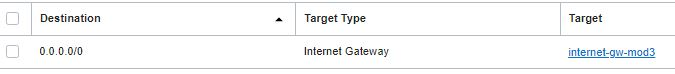 Destination Target Type Target
0.0.0.0/0 Internet Gateway internet-gw-mod3